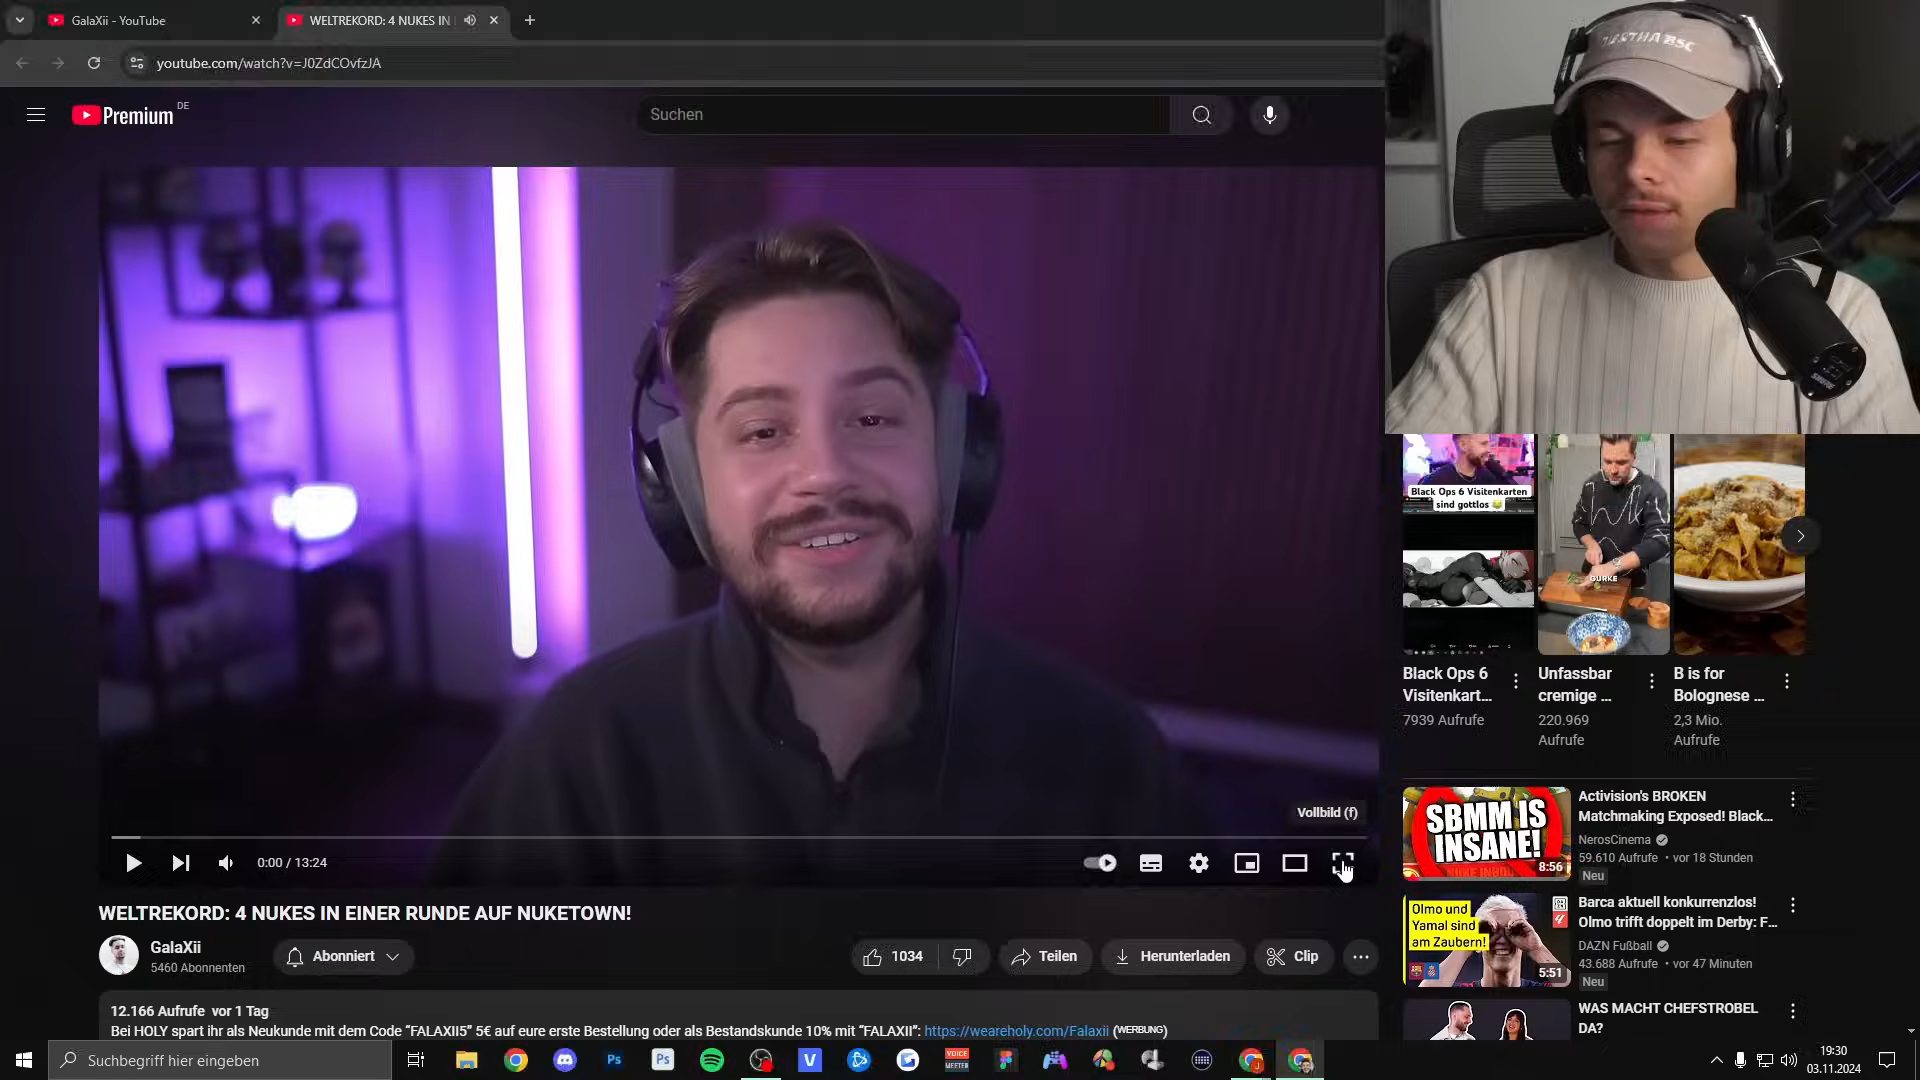 GalaXii - YouTube
WELTREKORD: 4 NUKES IN
youtube.com/watch?v=J0ZdCOvfzJA
Premium
DE
Suchen
Black Ops 6 Visitenkarten
sind gottlos
GURKE
Black Ops 6
Visitenkart...
7939 Aufrufe
Unfassbar
cremige ...
220.969
Aufrufe
B is for
Bolognese ...
2,3 Mio.
Aufrufe
Vollbild (f)
0:00 / 13:24
SBMM IS
INSANE!
8:56
Activision's BROKEN
Matchmaking Exposed! Black...
NerosCinema
59.610 Aufrufe • vor 18 Stunden
Neu
Olmo und
Yamal sind
am Zaubern!
5:51
Barca aktuell konkurrenzlos!
Olmo trifft doppelt im Derby: F...
DAZN Fußball
43.688 Aufrufe • vor 47 Minuten
Neu
WAS MACHT CHEFSTROBEL
DA?
WELTREKORD: 4 NUKES IN EINER RUNDE AUF NUKETOWN!
GalaXii
5460 Abonnenten
Abonniert
1034
Teilen
Herunterladen
Clip
12.166 Aufrufe vor 1 Tag
Bei HOLY spart ihr als Neukunde mit dem Code “FALAXII5” 5€ auf eure erste Bestellung oder als Bestandskunde 10% mit “FALAXII”: https://weareholy.com/Falaxii (WERBUNG)
Suchbegriff hier eingeben
Ps
Ps
V
VOICE
MEETER
19:30
03.11.2024